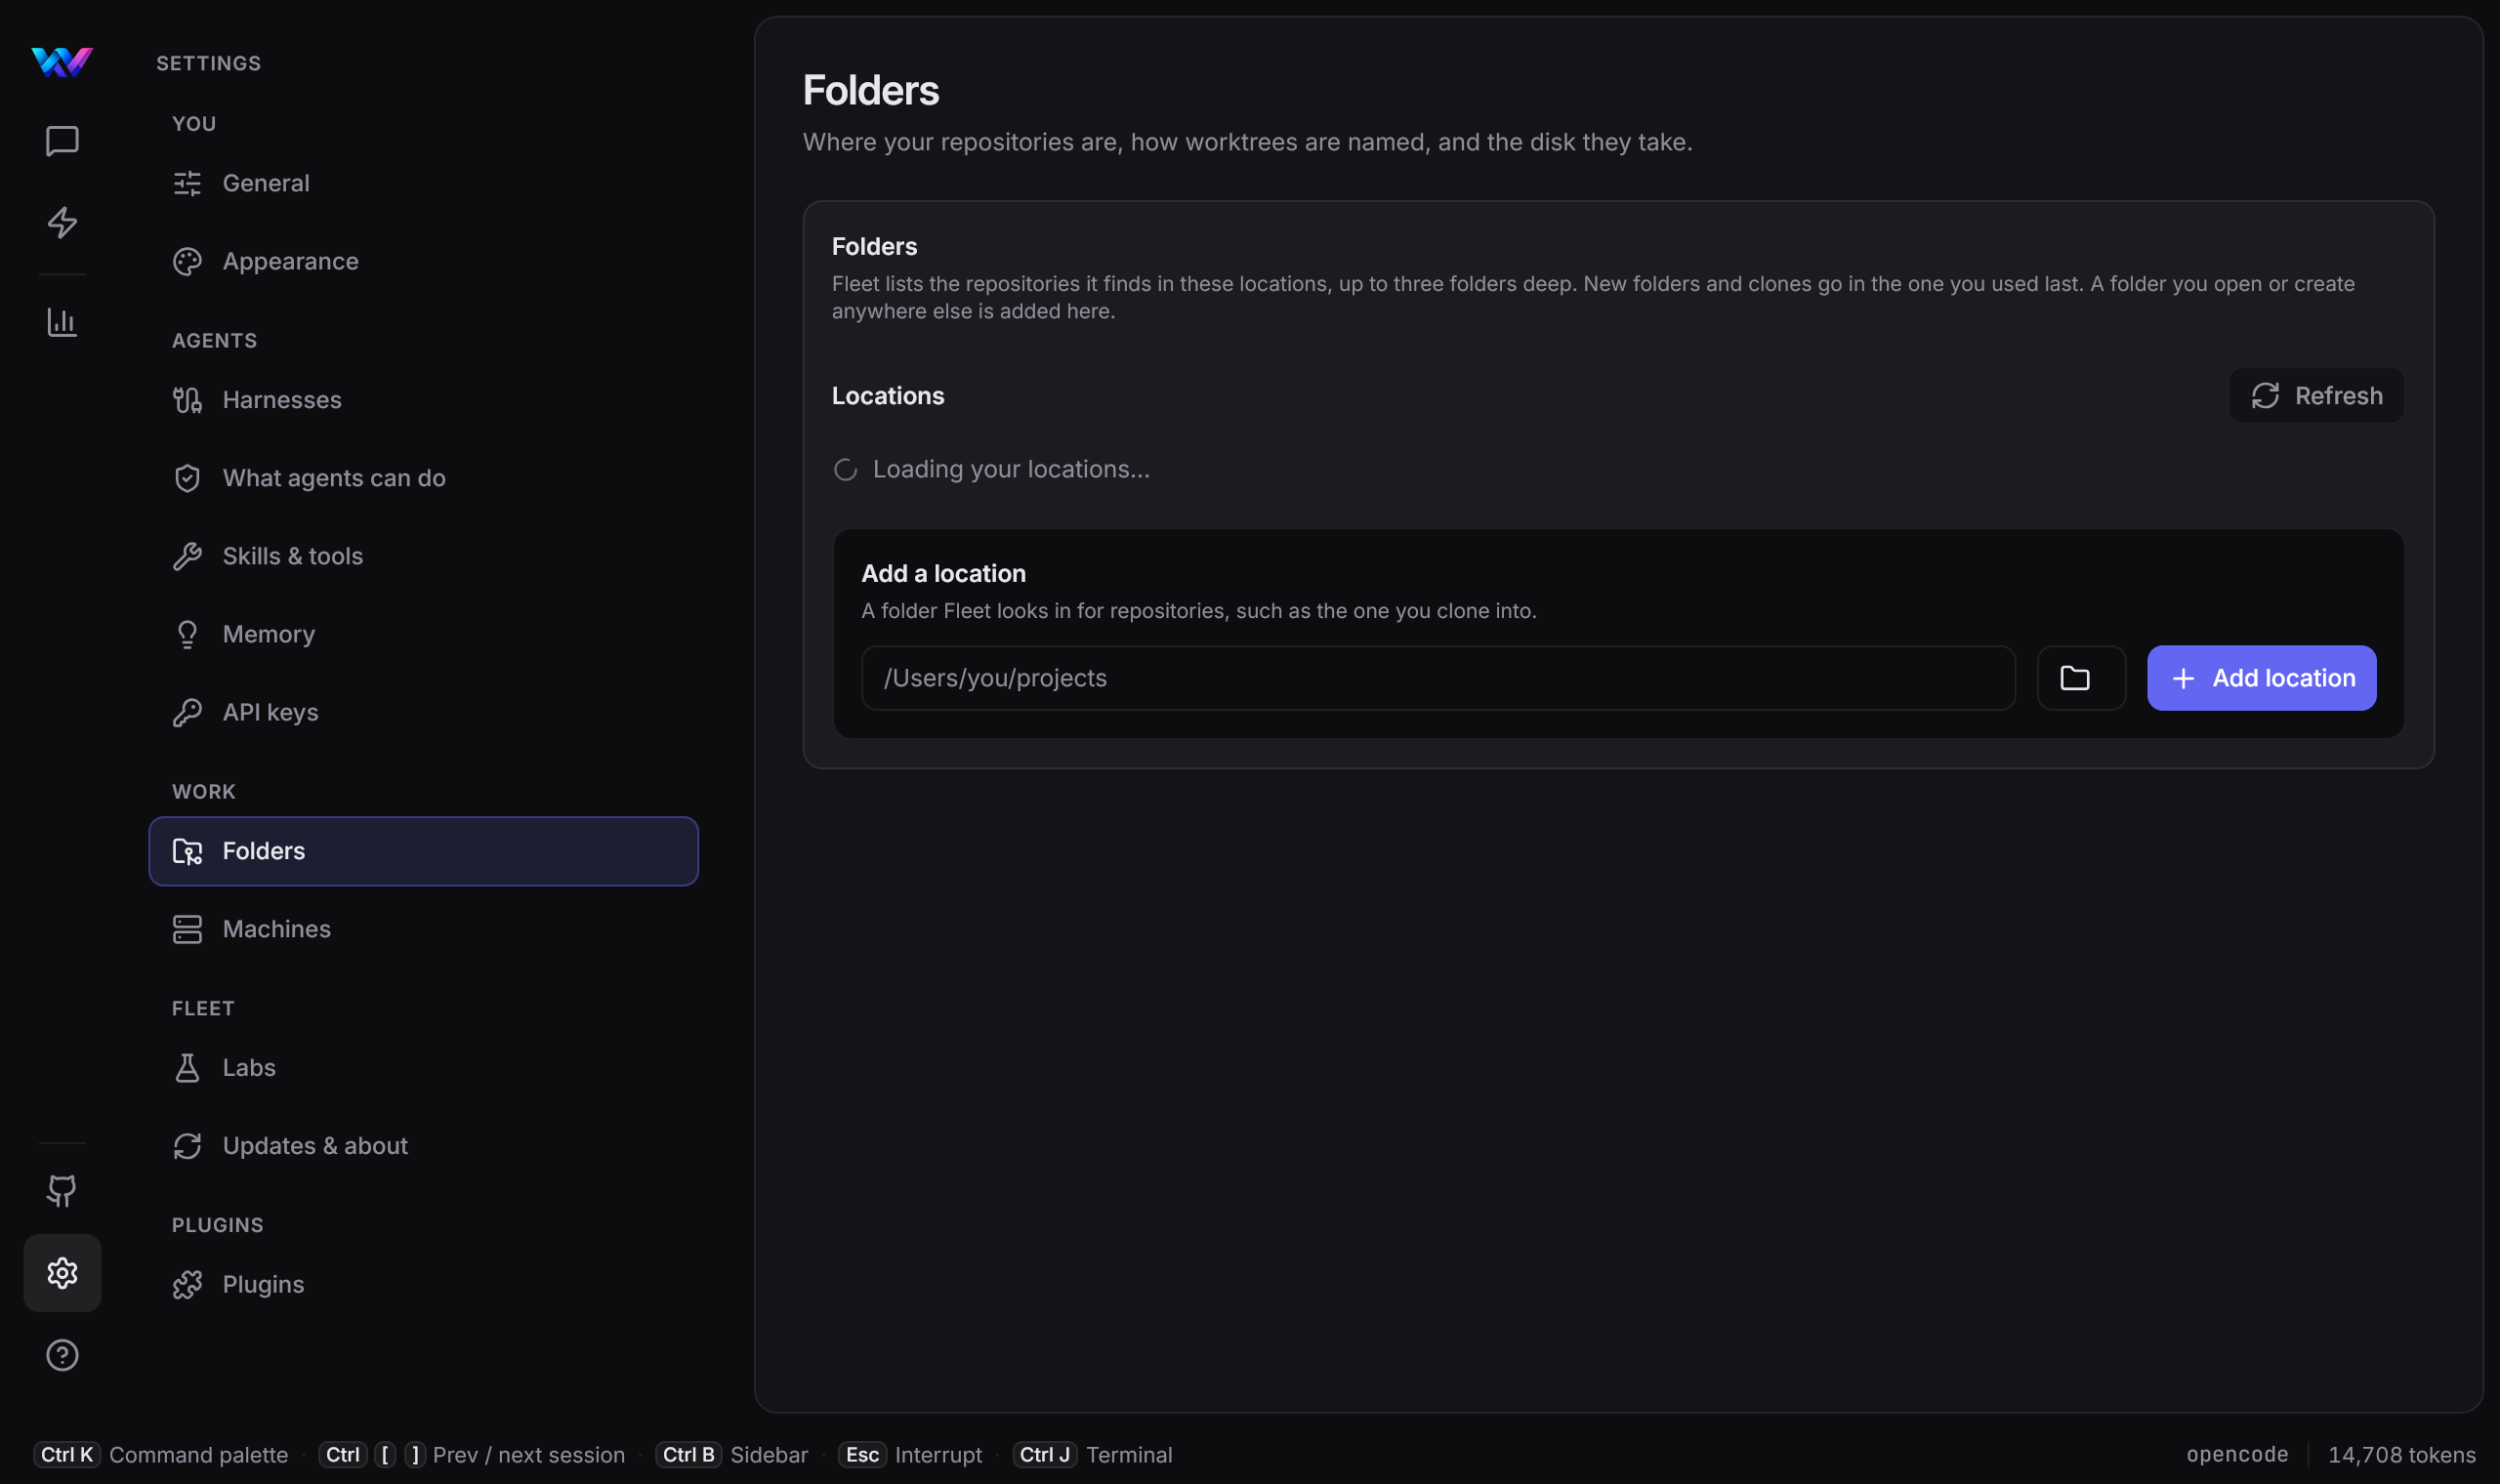 SETTINGS
YOU
General
Appearance
AGENTS
Harnesses
What agents can do
Skills & tools
Memory
API keys
WORK
Folders
Machines
FLEET
Labs
Updates & about
PLUGINS
Plugins
Folders
Where your repositories are, how worktrees are named, and the disk they take.
Folders
Fleet lists the repositories it finds in these locations, up to three folders deep. New folders and clones go in the one you used last. A folder you open or create
anywhere else is added here.
Locations
Refresh
Loading your locations...
Add a location
A folder Fleet looks in for repositories, such as the one you clone into.
/Users/you/projects
Add location
Ctrl K Command palette · Ctrl [ ] Prev / next session · Ctrl B Sidebar · Esc Interrupt · Ctrl J Terminal
opencode 14,708 tokens